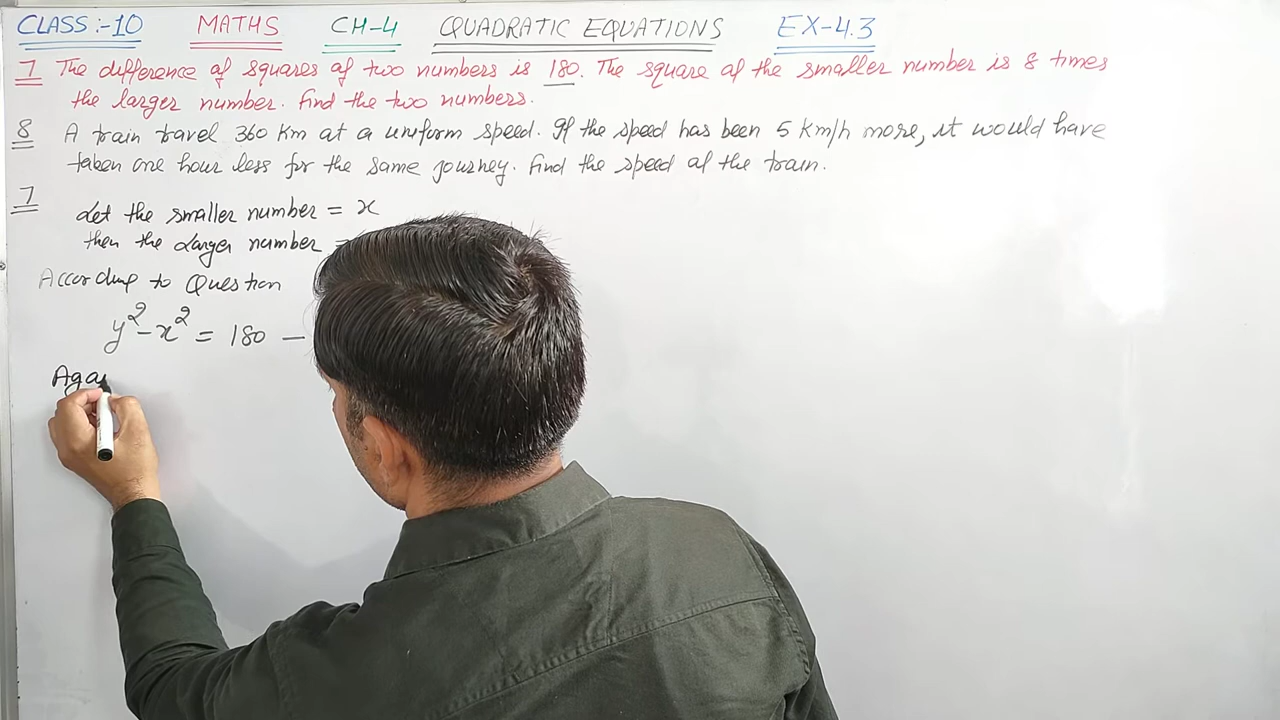 CLASS:-10 MATHS CH-4 QUADRATIC EQUATIONS EX-4.3
7 The difference of squares of two numbers is 180. The square of the smaller number is 8 times
the larger number. find the two numbers.
8 A train travel 360 Km at a uniform speed. If the speed has been 5 km/h more, it would have
taken one hour less for the same journey. find the speed of the train.
7
Let the smaller number = x
then the larger number =
According to Question
y² - x² = 180 —
Aga